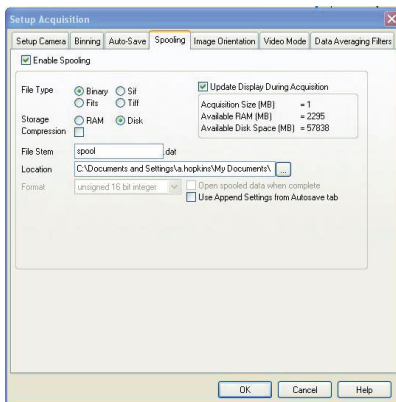 Setup Acquisition
Setup Camera Binning Auto-Save Spooling Image Orientation Video Mode Data Averaging Filters
Enable Spooling
File Type Binary Sif Update Display During Acquisition
Fits Tiff Acquisition Size (MB) = 1
Storage RAM Disk Available RAM (MB) = 2295
Compression Available Disk Space (MB) = 57838
File Stem spool .dat
Location C:\Documents and Settings\a.hopkins\My Documents\ ...
Format unsigned 16 bit integer Open spooled data when complete
Use Append Settings from Autosave tab
OK Cancel Help